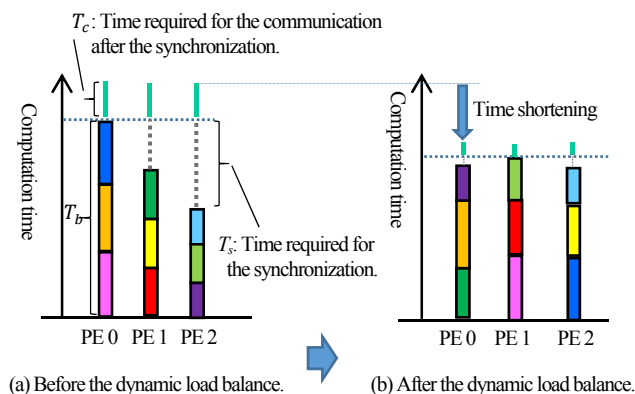 T_c: Time required for the communication
after the synchronization.
Computation time
T_b
T_s: Time required for
the synchronization.
PE 0 PE 1 PE 2
(a) Before the dynamic load balance.
Time shortening
Computation time
PE 0 PE 1 PE 2
(b) After the dynamic load balance.